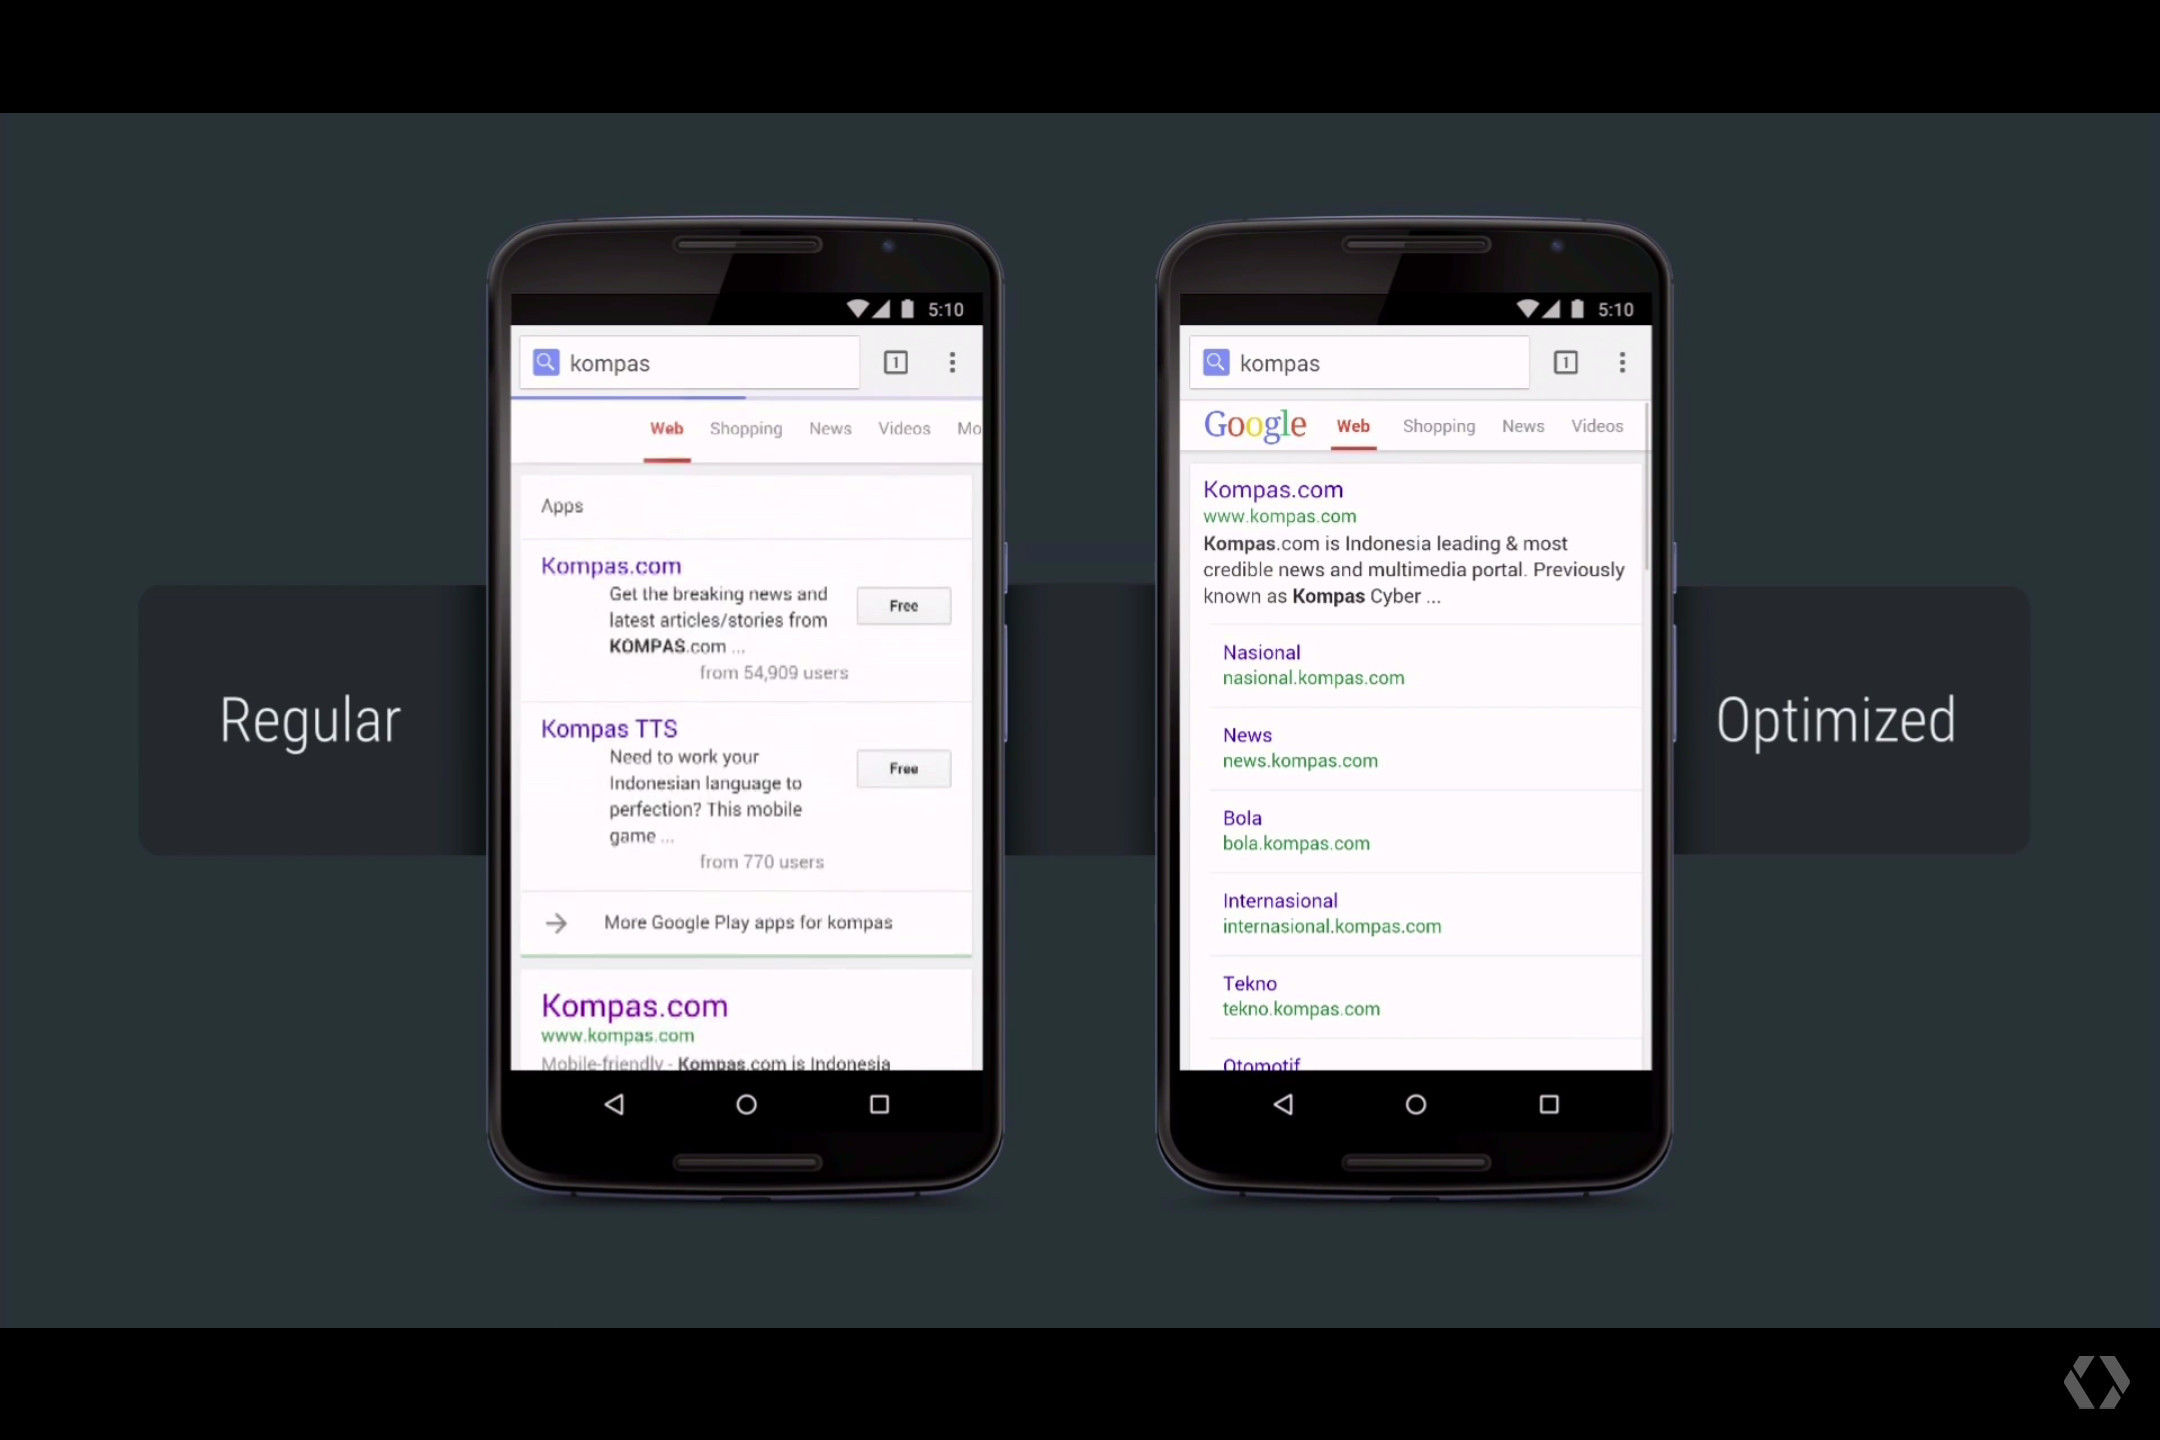 Regular
5:10
kompas
1
Web Shopping News Videos Mo
Apps
Kompas.com
Get the breaking news and
latest articles/stories from
KOMPAS.com ...
Free
from 54,909 users
Kompas TTS
Need to work your
Indonesian language to
perfection? This mobile
game ...
Free
from 770 users
More Google Play apps for kompas
Kompas.com
www.kompas.com
Mobile-friendly - Kompas.com is Indonesia
5:10
kompas
1
Google Web Shopping News Videos
Kompas.com
www.kompas.com
Kompas.com is Indonesia leading & most
credible news and multimedia portal. Previously
known as Kompas Cyber ...
Nasional
nasional.kompas.com
News
news.kompas.com
Bola
bola.kompas.com
Internasional
internasional.kompas.com
Tekno
tekno.kompas.com
Otomotif
Optimized